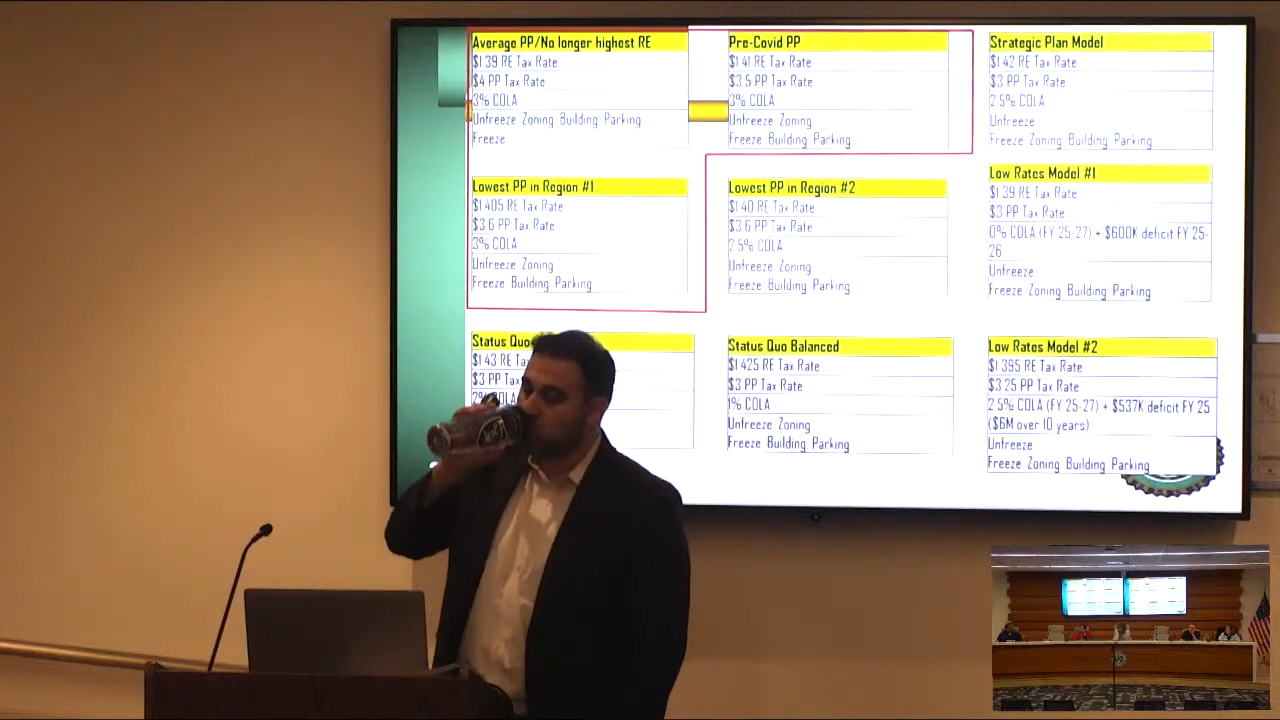 Average PP/No longer highest RE
$1.39 RE Tax Rate
$4 PP Tax Rate
3% COLA
Unfreeze Zoning Building Parking
Freeze
Pre-Covid PP
$1.41 RE Tax Rate
$3.5 PP Tax Rate
3% COLA
Unfreeze Zoning
Freeze Building Parking
Strategic Plan Model
$1.42 RE Tax Rate
$3 PP Tax Rate
2.5% COLA
Unfreeze
Freeze Zoning Building Parking
Lowest PP in Region #1
$1.405 RE Tax Rate
$3.6 PP Tax Rate
3% COLA
Unfreeze Zoning
Freeze Building Parking
Lowest PP in Region #2
$1.40 RE Tax Rate
$3.6 PP Tax Rate
2.5% COLA
Unfreeze Zoning
Freeze Building Parking
Low Rates Model #1
$1.39 RE Tax Rate
$3 PP Tax Rate
0% COLA (FY 25-27) + $600K deficit FY 25-
26
Unfreeze
Freeze Zoning Building Parking
Status Quo
$1.43 RE Tax
$3 PP Tax
Status Quo Balanced
$1.425 RE Tax Rate
$3 PP Tax Rate
1% COLA
Unfreeze Zoning
Freeze Building Parking
Low Rates Model #2
$1.395 RE Tax Rate
$3.25 PP Tax Rate
2.5% COLA (FY 25-27) + $537K deficit FY 25
($6M over 10 years)
Unfreeze
Freeze Zoning Building Parking